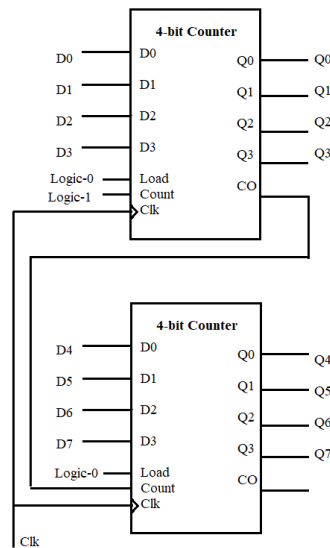 4-bit Counter
D0 D0 Q0 Q0
D1 D1 Q1 Q1
D2 D2 Q2 Q2
D3 D3 Q3 Q3
Logic-0 Load CO
Logic-1 Count
Clk
4-bit Counter
D4 D0 Q0 Q4
D5 D1 Q1 Q5
D6 D2 Q2 Q6
D7 D3 Q3 Q7
Logic-0 Load CO
Count
Clk
Clk